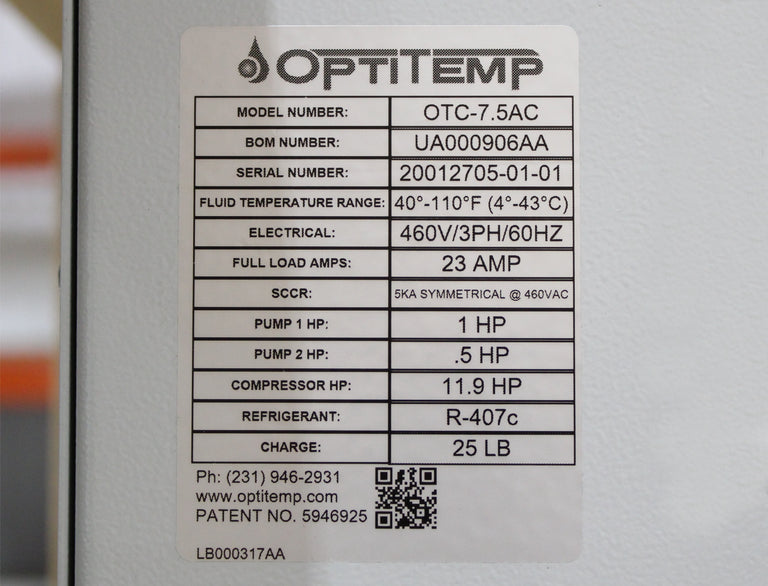 OPTITEMP
MODEL NUMBER: OTC-7.5AC
BOM NUMBER: UA000906AA
SERIAL NUMBER: 20012705-01-01
FLUID TEMPERATURE RANGE: 40°-110°F (4°-43°C)
ELECTRICAL: 460V/3PH/60HZ
FULL LOAD AMPS: 23 AMP
SCCR: 5KA SYMMETRICAL @ 460VAC
PUMP 1 HP: 1 HP
PUMP 2 HP: .5 HP
COMPRESSOR HP: 11.9 HP
REFRIGERANT: R-407c
CHARGE: 25 LB
Ph: (231) 946-2931
www.optitemp.com
PATENT NO. 5946925
LB000317AA